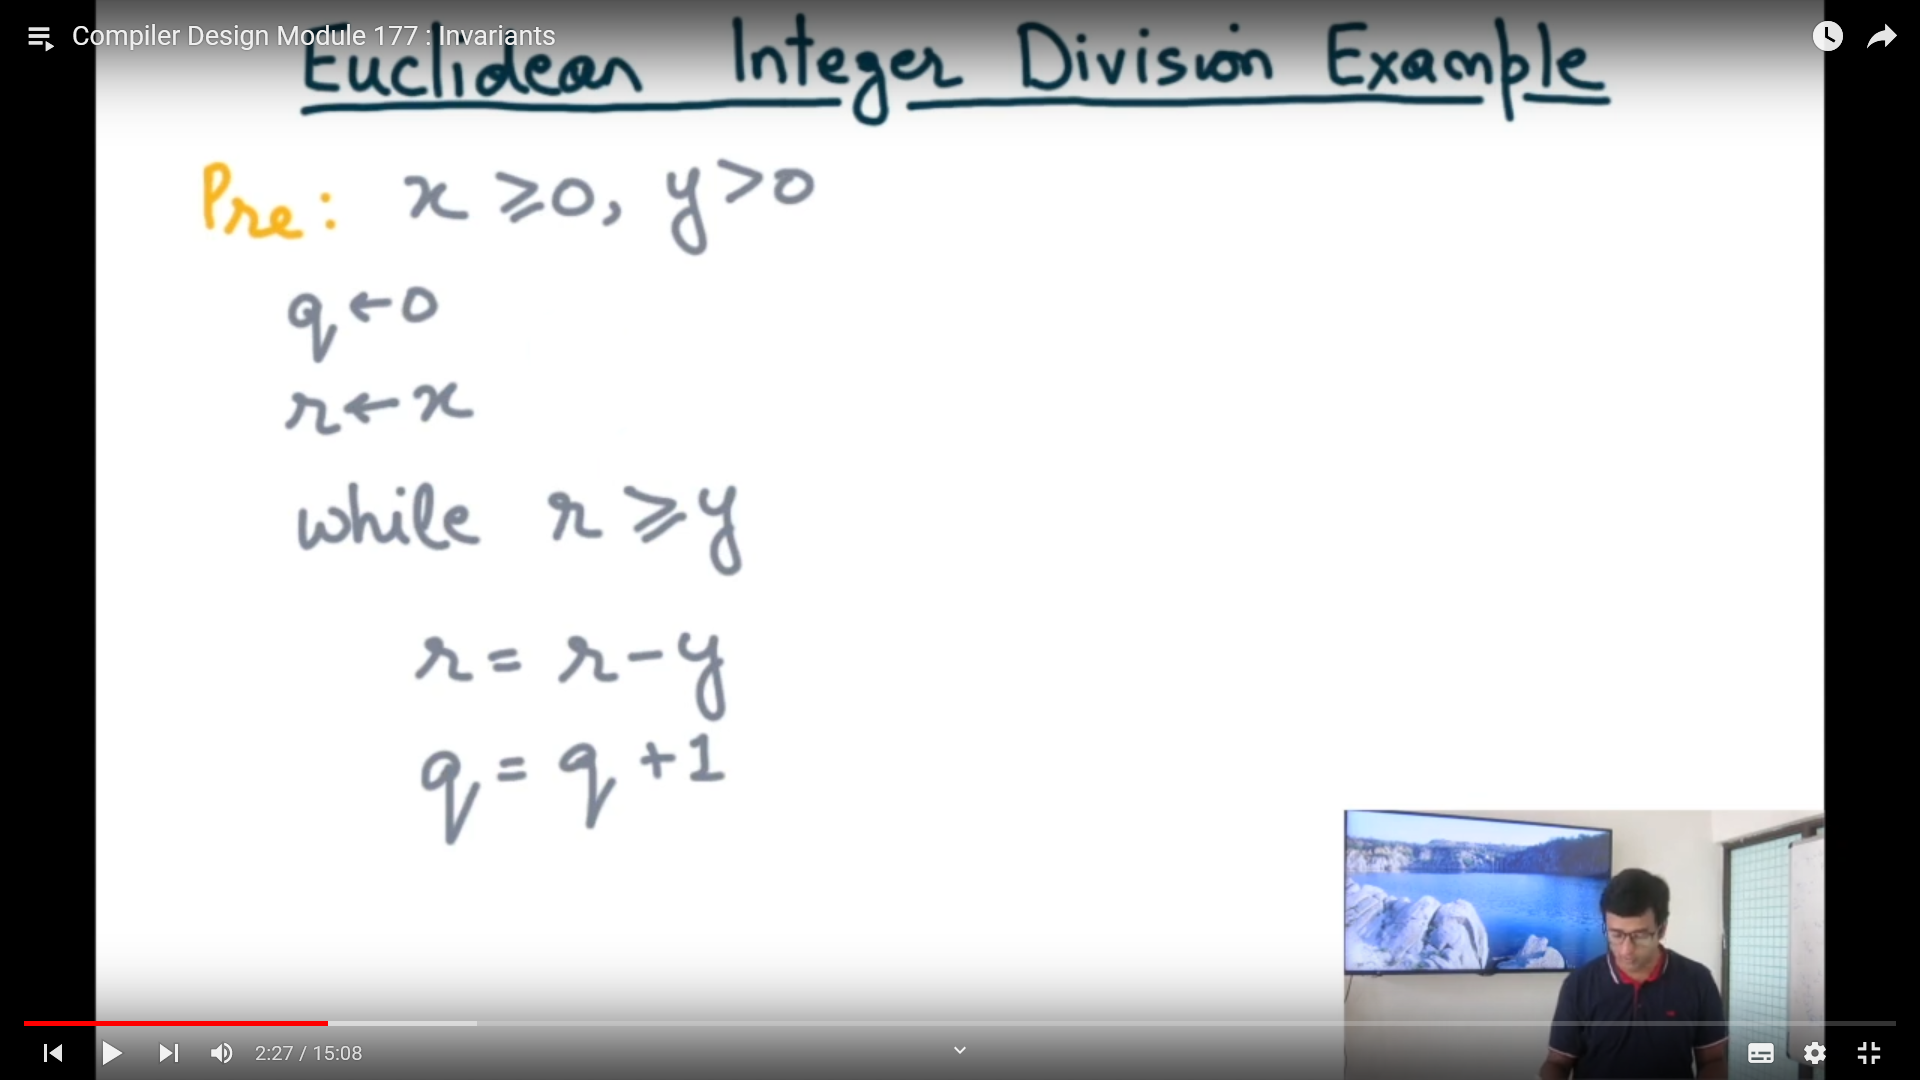 Compiler Design Module 177 : Invariants
Euclidean Integer Division Example
Pre: x ≥ 0, y > 0
q ← 0
r ← x
while r ≥ y
r = r - y
q = q + 1
2:27 / 15:08